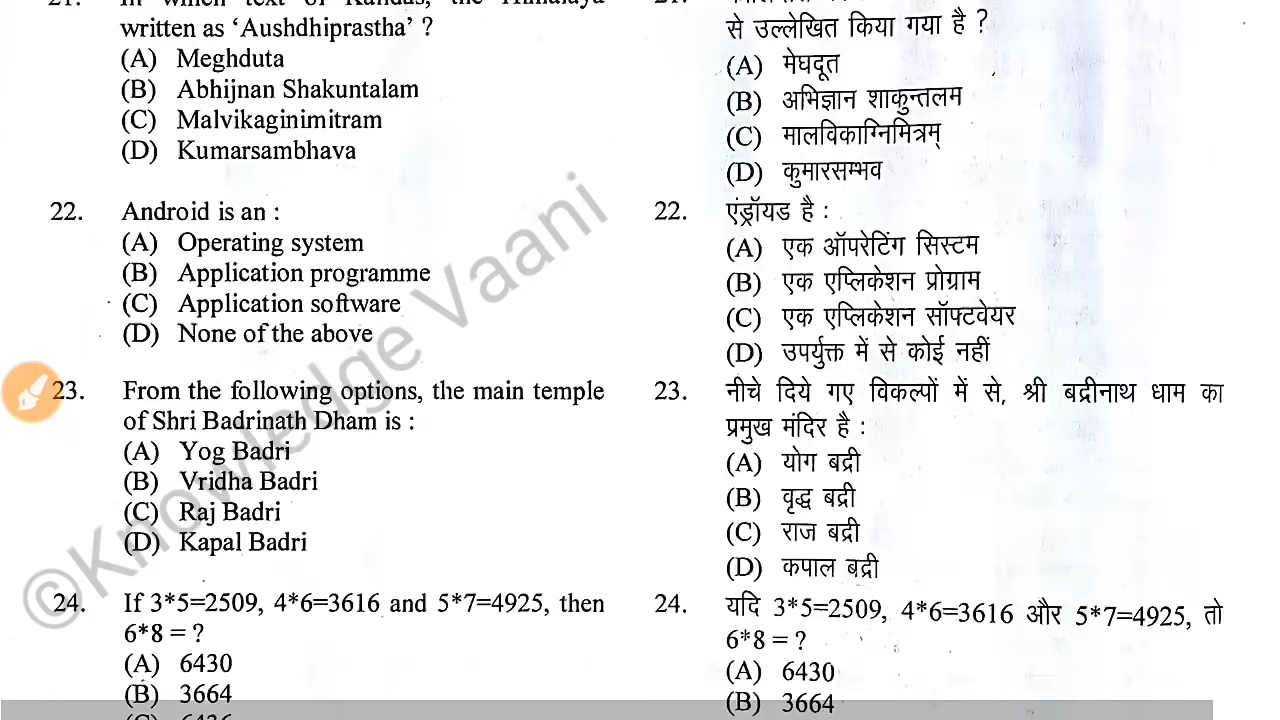 written as ‘Aushdhiprastha’ ?
(A) Meghduta
(B) Abhijnan Shakuntalam
(C) Malvikaginimitram
(D) Kumarsambhava
22. Android is an :
(A) Operating system
(B) Application programme
(C) Application software
(D) None of the above
23. From the following options, the main temple
of Shri Badrinath Dham is :
(A) Yog Badri
(B) Vridha Badri
(C) Raj Badri
(D) Kapal Badri
24. If 3*5=2509, 4*6=3616 and 5*7=4925, then
6*8 = ?
(A) 6430
(B) 3664
से उल्लेखित किया गया है ?
(A) मेघदूत
(B) अभिज्ञान शाकुन्तलम
(C) मालविकाग्निमित्रम्
(D) कुमारसम्भव
22. एंड्रॉयड है :
(A) एक ऑपरेटिंग सिस्टम
(B) एक एप्लिकेशन प्रोग्राम
(C) एक एप्लिकेशन सॉफ्टवेयर
(D) उपर्युक्त में से कोई नहीं
23. नीचे दिये गए विकल्पों में से, श्री बद्रीनाथ धाम का
प्रमुख मंदिर है :
(A) योग बद्री
(B) वृद्ध बद्री
(C) राज बद्री
(D) कपाल बद्री
24. यदि 3*5=2509, 4*6=3616 और 5*7=4925, तो
6*8 = ?
(A) 6430
(B) 3664
©Knowledge Vaani